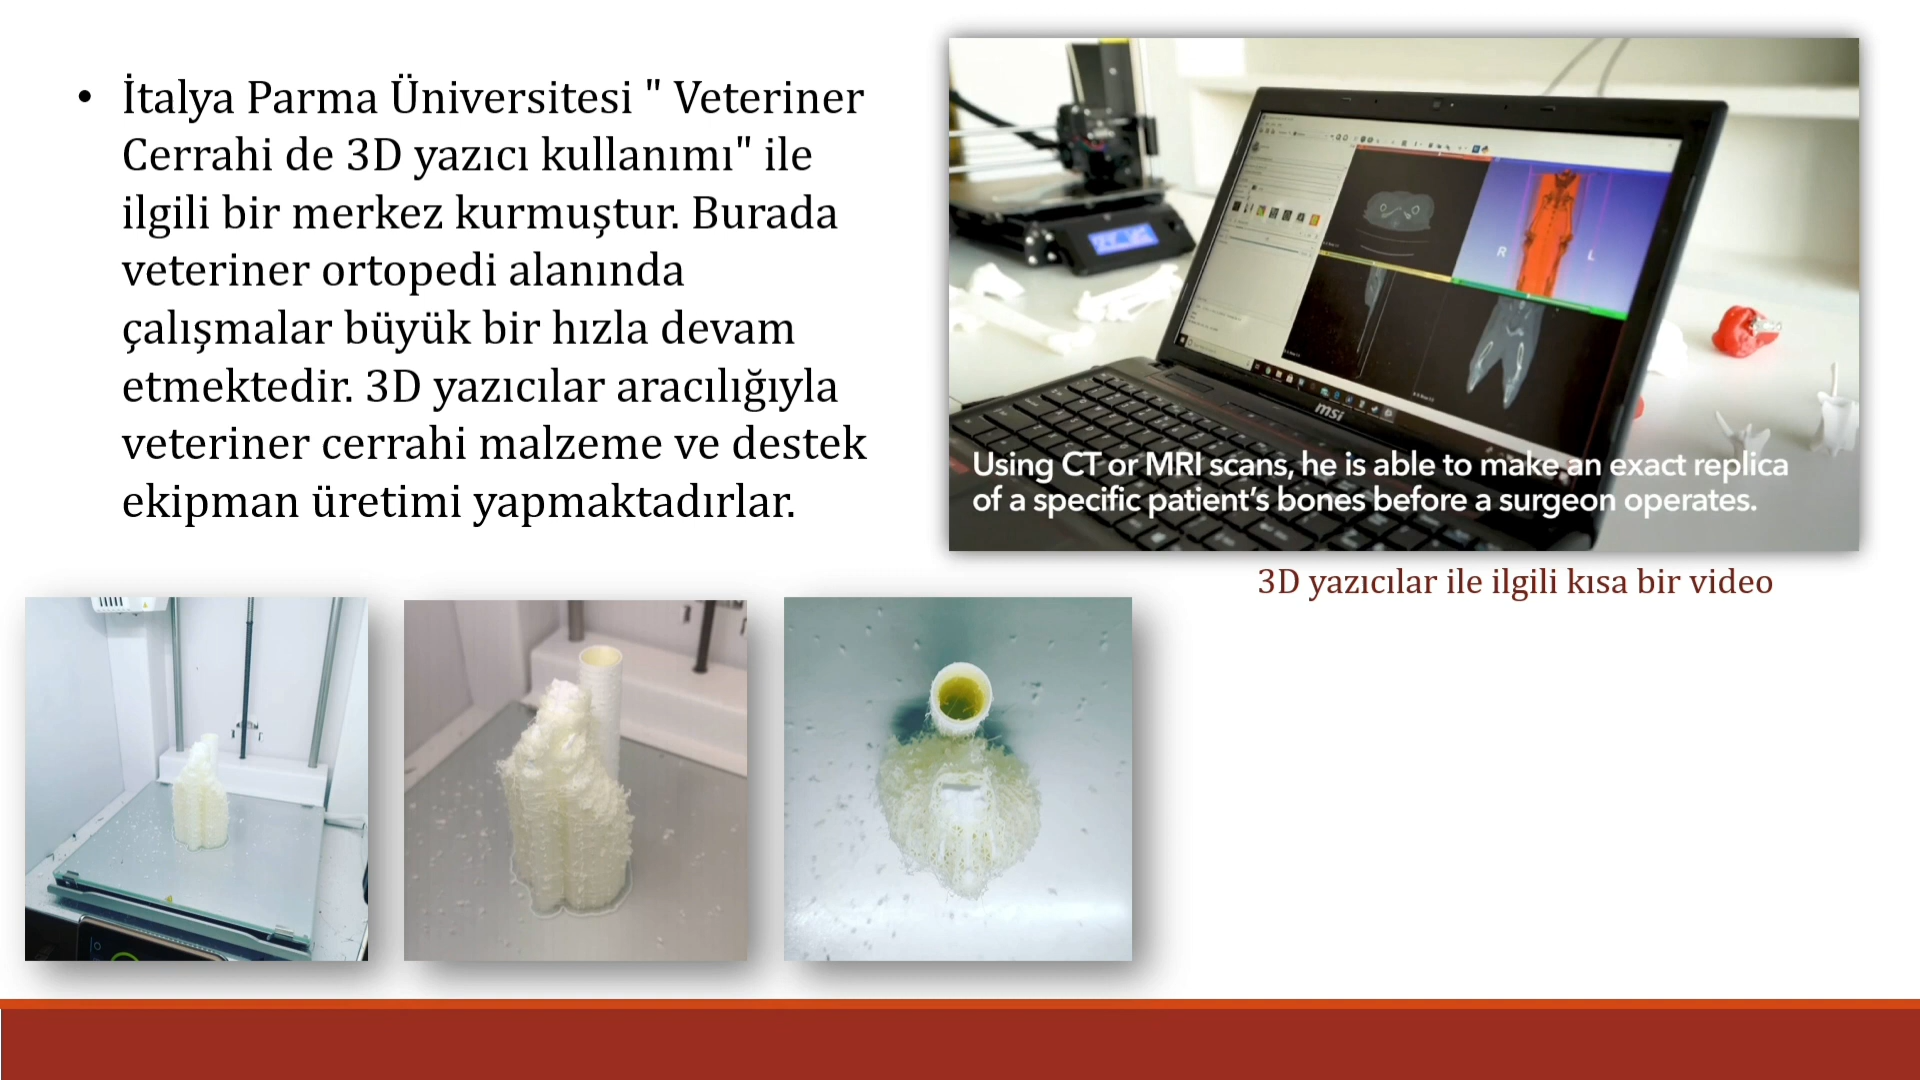 • İtalya Parma Üniversitesi " Veteriner
Cerrahi de 3D yazıcı kullanımı" ile
ilgili bir merkez kurmuştur. Burada
veteriner ortopedi alanında
çalışmalar büyük bir hızla devam
etmektedir. 3D yazıcılar aracılığıyla
veteriner cerrahi malzeme ve destek
ekipman üretimi yapmaktadırlar.
R
L
msi
Using CT or MRI scans, he is able to make an exact replica
of a specific patient's bones before a surgeon operates.
3D yazıcılar ile ilgili kısa bir video